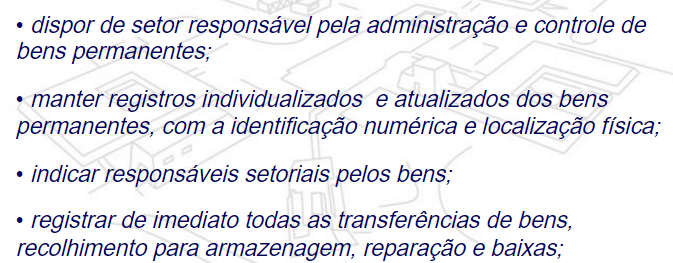 • dispor de setor responsável pela administração e controle de
bens permanentes;
• manter registros individualizados e atualizados dos bens
permanentes, com a identificação numérica e localização física;
• indicar responsáveis setoriais pelos bens;
• registrar de imediato todas as transferências de bens,
recolhimento para armazenagem, reparação e baixas;